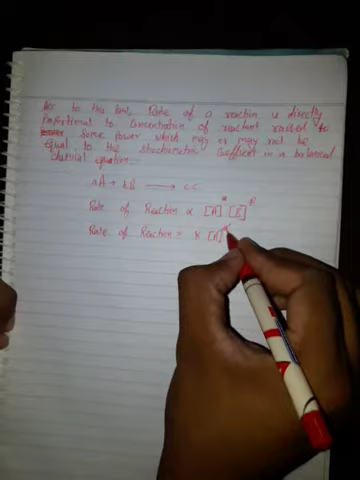 Acc to this law, Rate of a reaction is directly
proportional to concentration of reactant raised to
some power which may or may not be
equal to the stochiometric coefficient in a balanced
chemical equation.
aA + bB ⟶ cC
Rate of Reaction ∝ [A]ᵅ [B]ᵝ
Rate of Reaction = K [A]